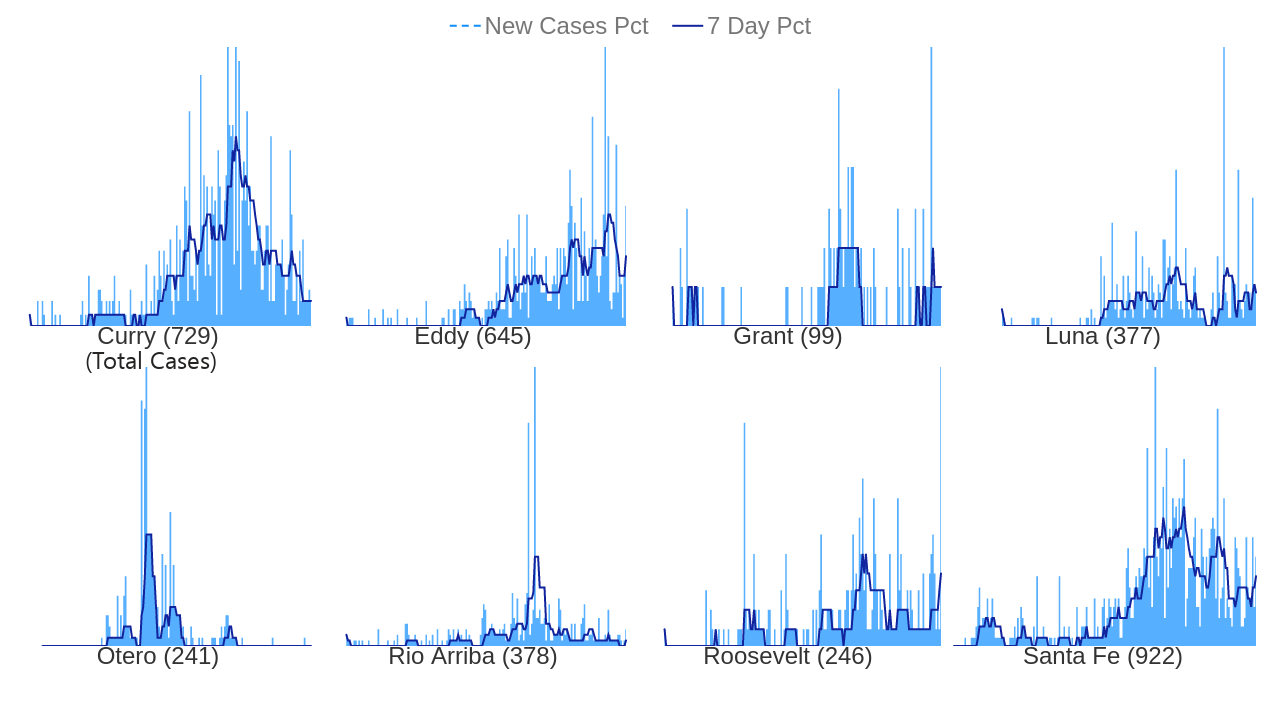 New Cases Pct 7 Day Pct
Curry (729) Eddy (645) Grant (99) Luna (377)
(Total Cases)
Otero (241) Rio Arriba (378) Roosevelt (246) Santa Fe (922)